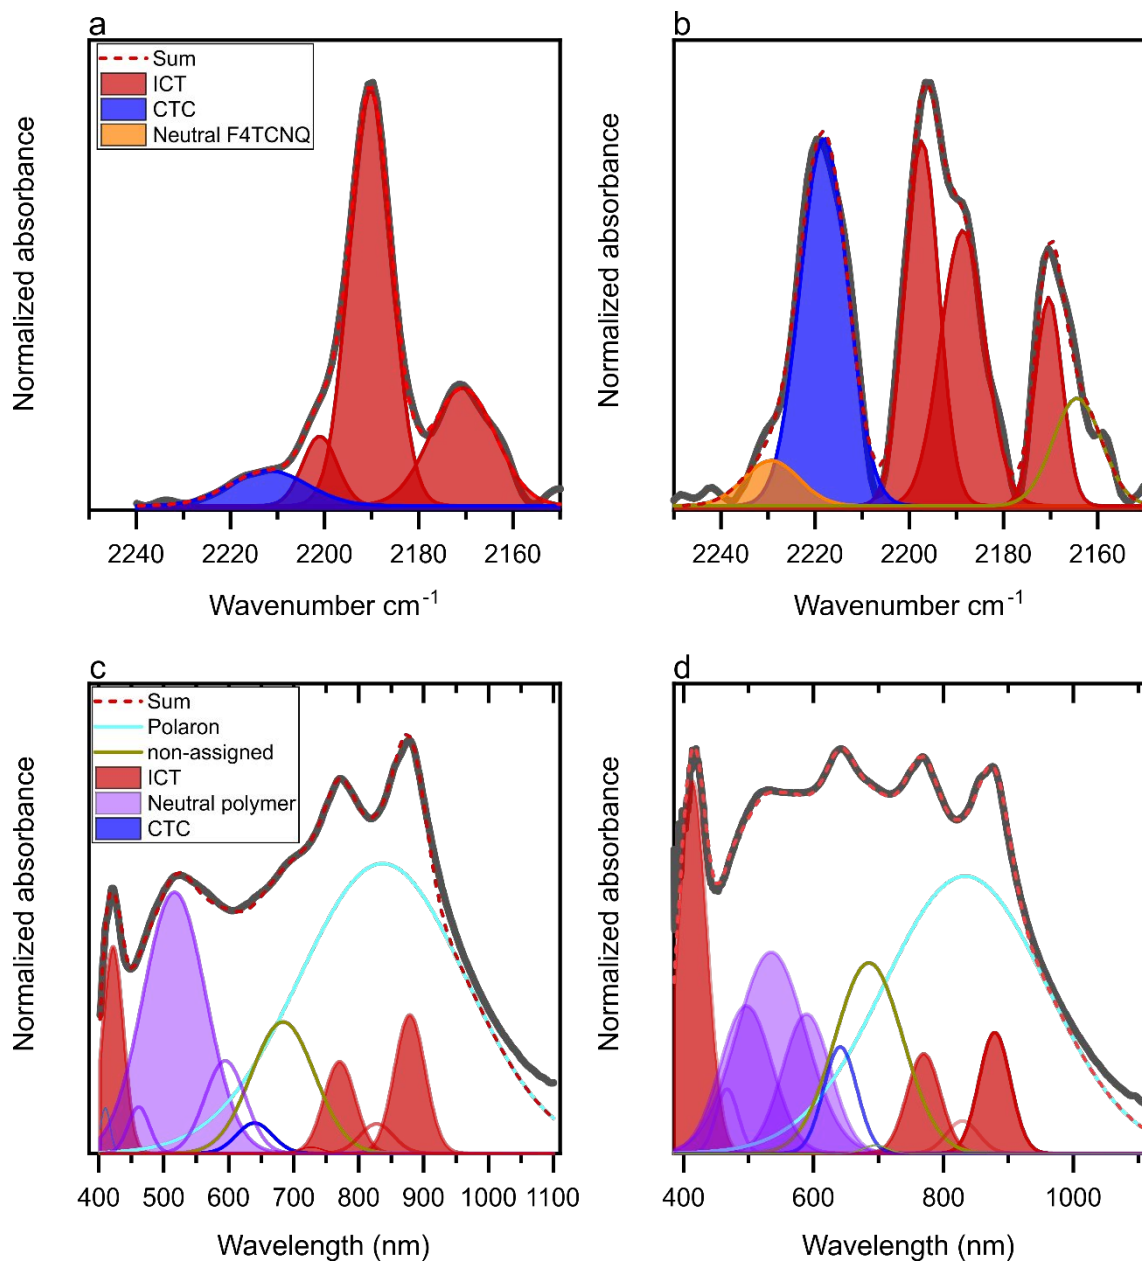 a
Normalized absorbance
Sum
ICT
CTC
Neutral F4TCNQ
2240 2220 2200 2180 2160
Wavenumber cm⁻¹
b
Normalized absorbance
2240 2220 2200 2180 2160
Wavenumber cm⁻¹
c
Normalized absorbance
Sum
Polaron
non-assigned
ICT
Neutral polymer
CTC
400 500 600 700 800 900 1000 1100
Wavelength (nm)
d
Normalized absorbance
400 600 800 1000
Wavelength (nm)